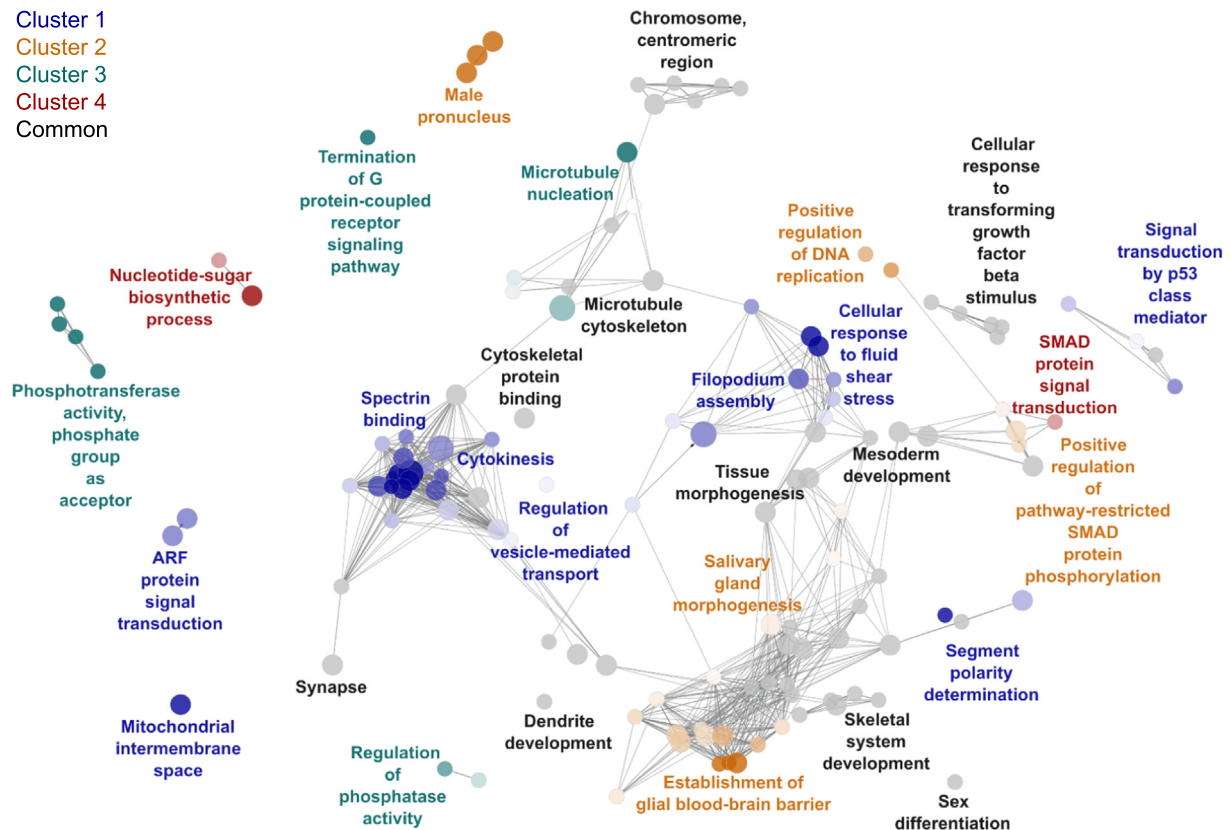 Cluster 1
Cluster 2
Cluster 3
Cluster 4
Common
Chromosome,
centromeric
region
Male
pronucleus
Termination
of G
protein-coupled
receptor
signaling
pathway
Microtubule
nucleation
Cellular
response
to
transforming
growth
factor
beta
stimulus
Positive
regulation
of DNA
replication
Signal
transduction
by p53
class
mediator
Nucleotide-sugar
biosynthetic
process
Microtubule
cytoskeleton
Cellular
response
to fluid
shear
stress
SMAD
protein
signal
transduction
Phosphotransferase
activity,
phosphate
group
as
acceptor
Cytoskeletal
protein
binding
Filopodium
assembly
Spectrin
binding
Cytokinesis
Mesoderm
development
Positive
regulation
of
pathway-restricted
SMAD
protein
phosphorylation
Tissue
morphogenesis
Regulation
of
vesicle-mediated
transport
ARF
protein
signal
transduction
Salivary
gland
morphogenesis
Segment
polarity
determination
Synapse
Mitochondrial
intermembrane
space
Dendrite
development
Skeletal
system
development
Regulation
of
phosphatase
activity
Establishment of
glial blood-brain barrier
Sex
differentiation